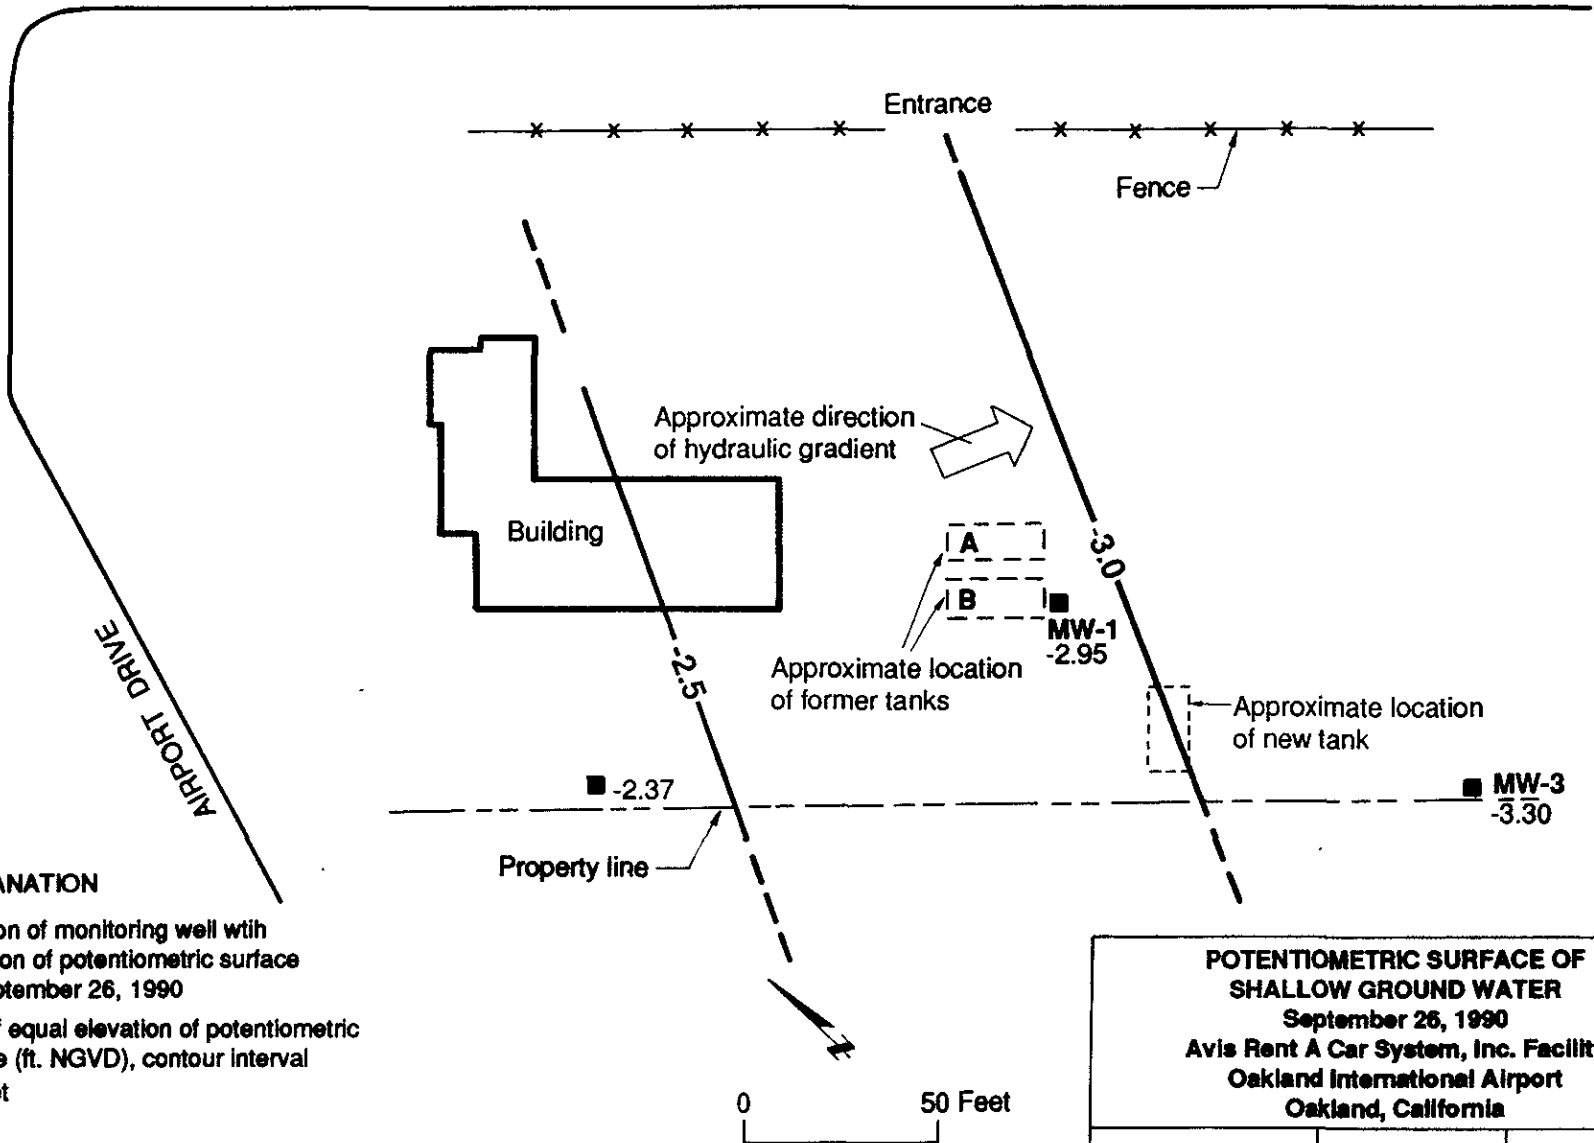 Entrance
Fence
Approximate direction
of hydraulic gradient
Building
A
B
-3.0
MW-1
-2.95
-2.5
Approximate location
of former tanks
Approximate location
of new tank
AIRPORT DRIVE
-2.37
MW-3
-3.30
Property line
ANATION
on of monitoring well wtih
on of potentiometric surface
ptember 26, 1990
f equal elevation of potentiometric
e (ft. NGVD), contour interval
et
N
0 50 Feet
POTENTIOMETRIC SURFACE OF
SHALLOW GROUND WATER
September 26, 1990
Avis Rent A Car System, Inc. Facilit
Oakland International Airport
Oakland, California